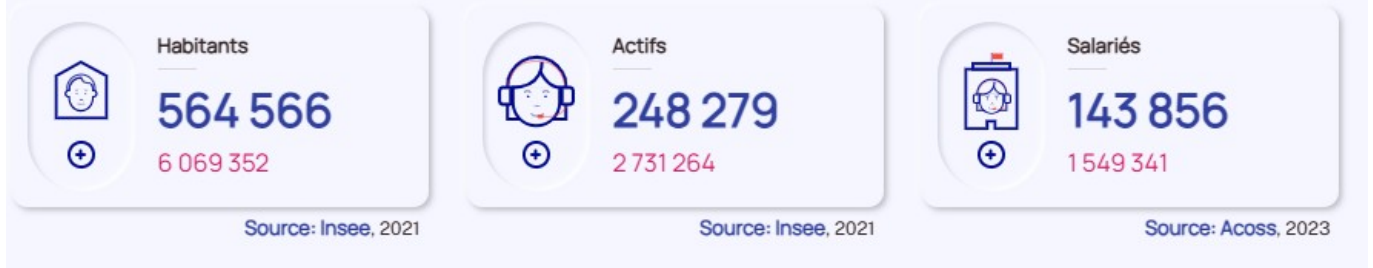 Habitants
564 566
6 069 352
Source: Insee, 2021
Actifs
248 279
2 731 264
Source: Insee, 2021
Salariés
143 856
1 549 341
Source: Acoss, 2023